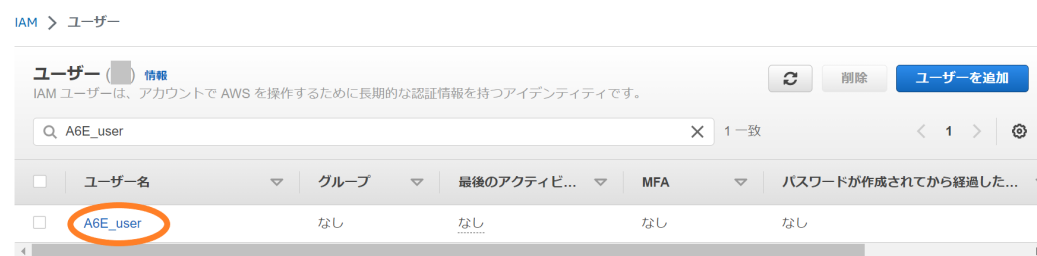 IAM > ユーザー
ユーザー ( ) 情報
削除
ユーザーを追加
IAM ユーザーは、アカウントで AWS を操作するために長期的な認証情報を持つアイデンティティです。
A6E_user
1 一致
1
ユーザー名 グループ 最後のアクティビ... MFA パスワードが作成されてから経過した...
A6E_user なし なし なし なし